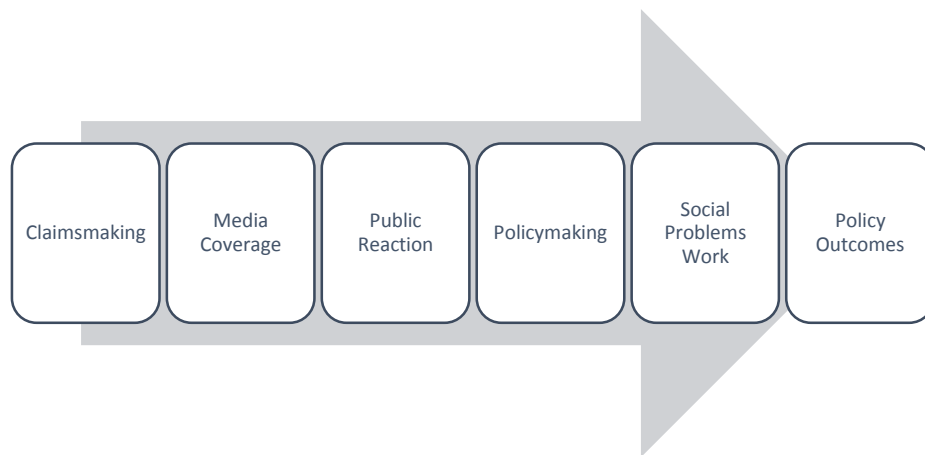 Claimsmaking
Media
Coverage
Public
Reaction
Policymaking
Social
Problems
Work
Policy
Outcomes